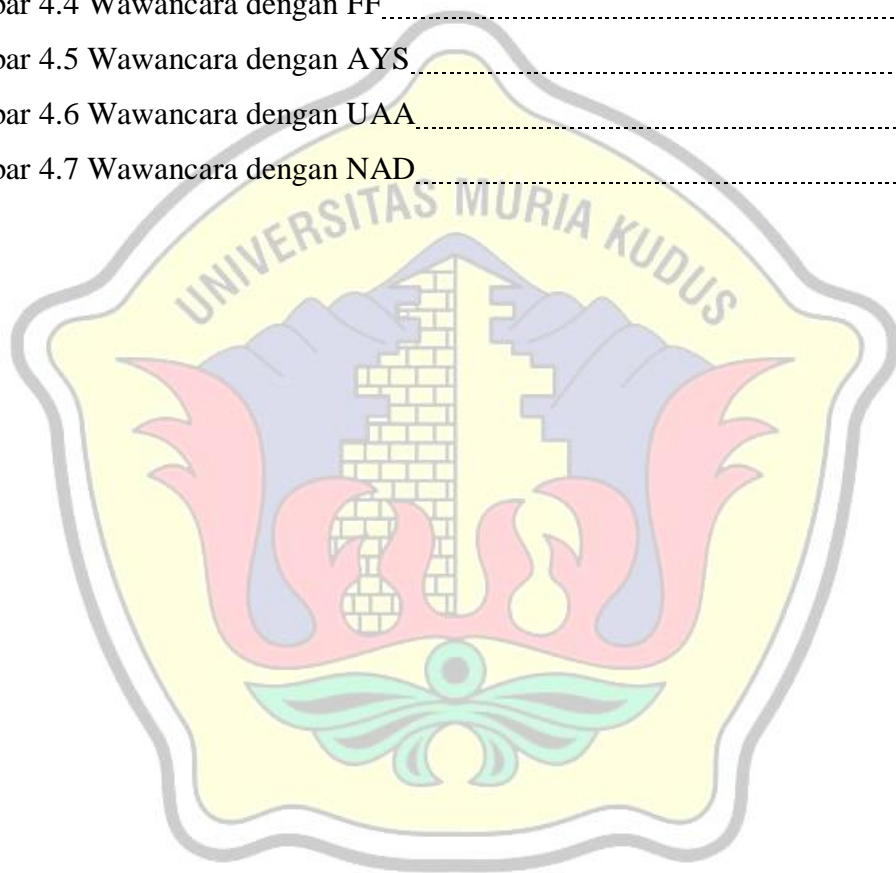 bar 4.4 Wawancara dengan FF
bar 4.5 Wawancara dengan AYS
bar 4.6 Wawancara dengan UAA
bar 4.7 Wawancara dengan NAD
UNIVERSITAS MURIA KUDUS